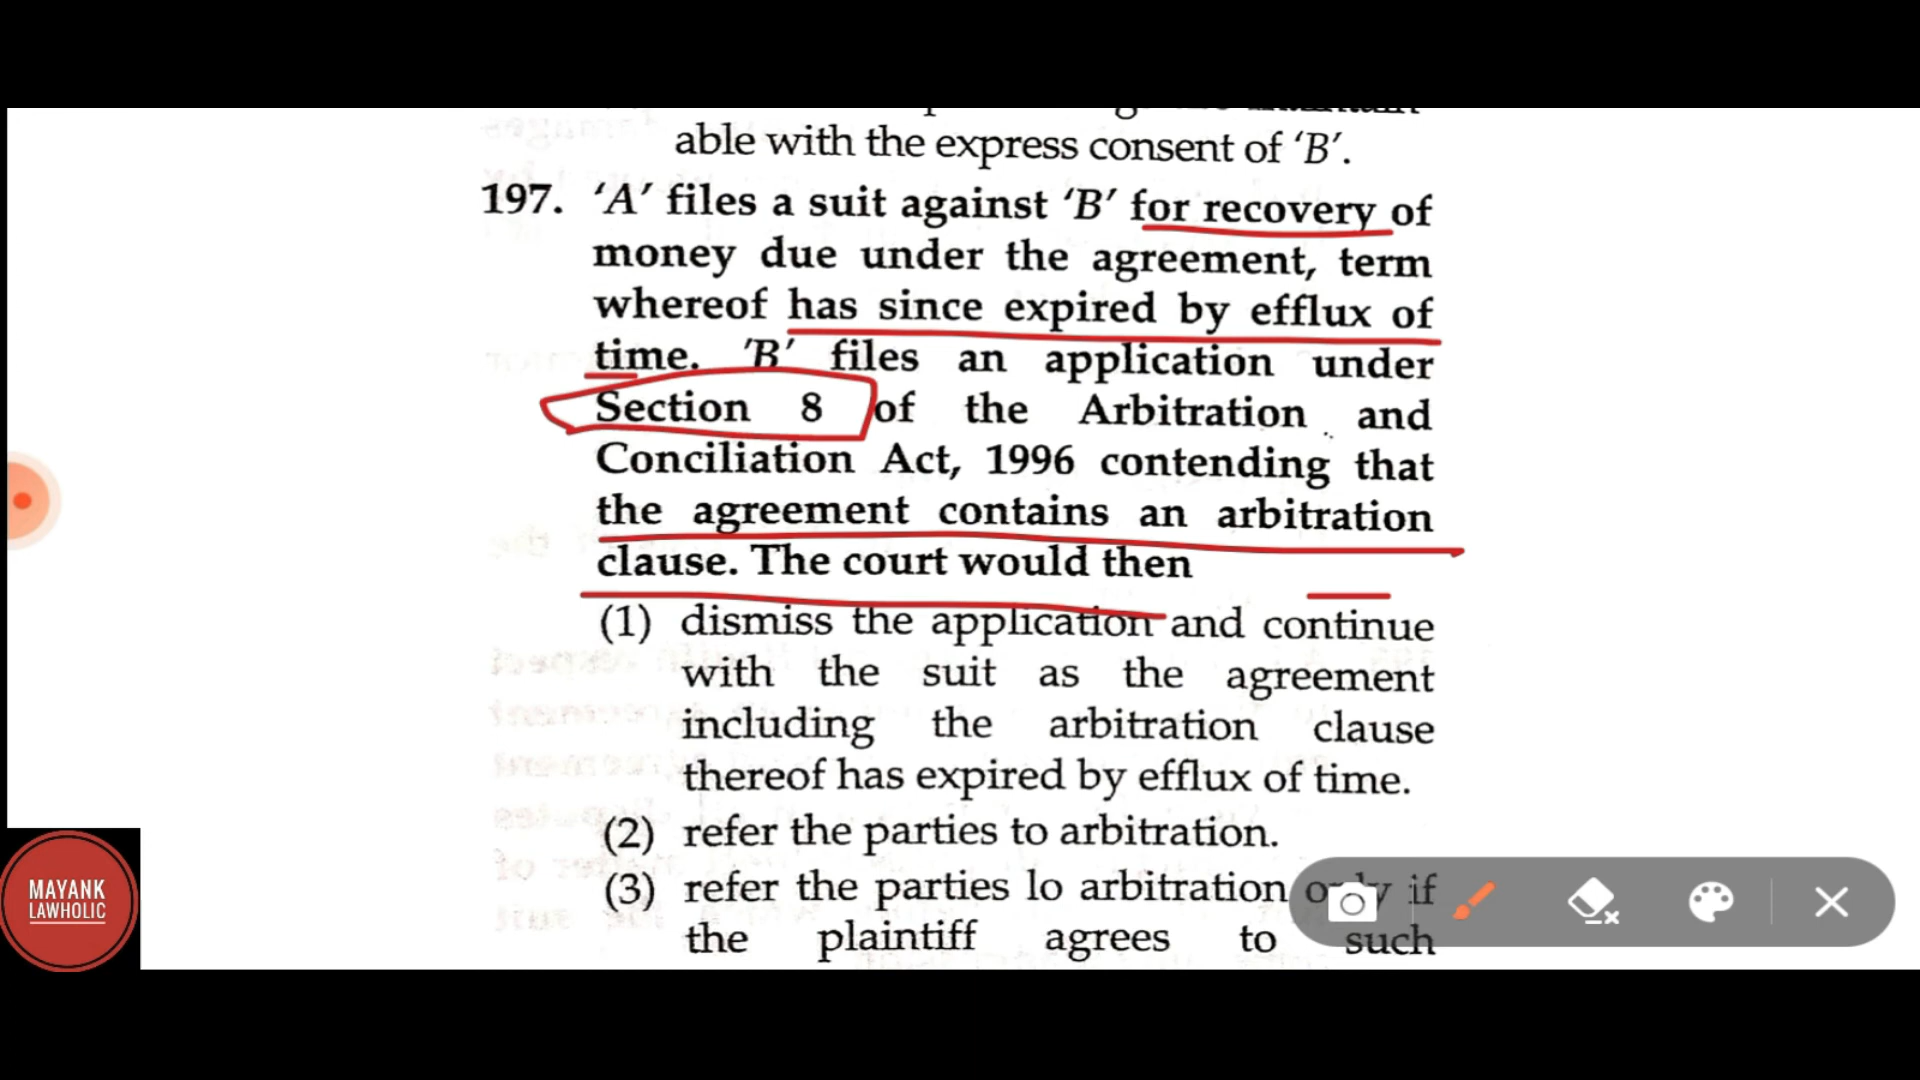 able with the express consent of ‘B’.
197. ‘A’ files a suit against ‘B’ for recovery of
money due under the agreement, term
whereof has since expired by efflux of
time. ’B’ files an application under
Section 8 of the Arbitration and
Conciliation Act, 1996 contending that
the agreement contains an arbitration
clause. The court would then
(1) dismiss the application and continue
with the suit as the agreement
including the arbitration clause
thereof has expired by efflux of time.
(2) refer the parties to arbitration.
(3) refer the parties lo arbitration if
the plaintiff agrees to such
MAYANK
LAWHOLIC